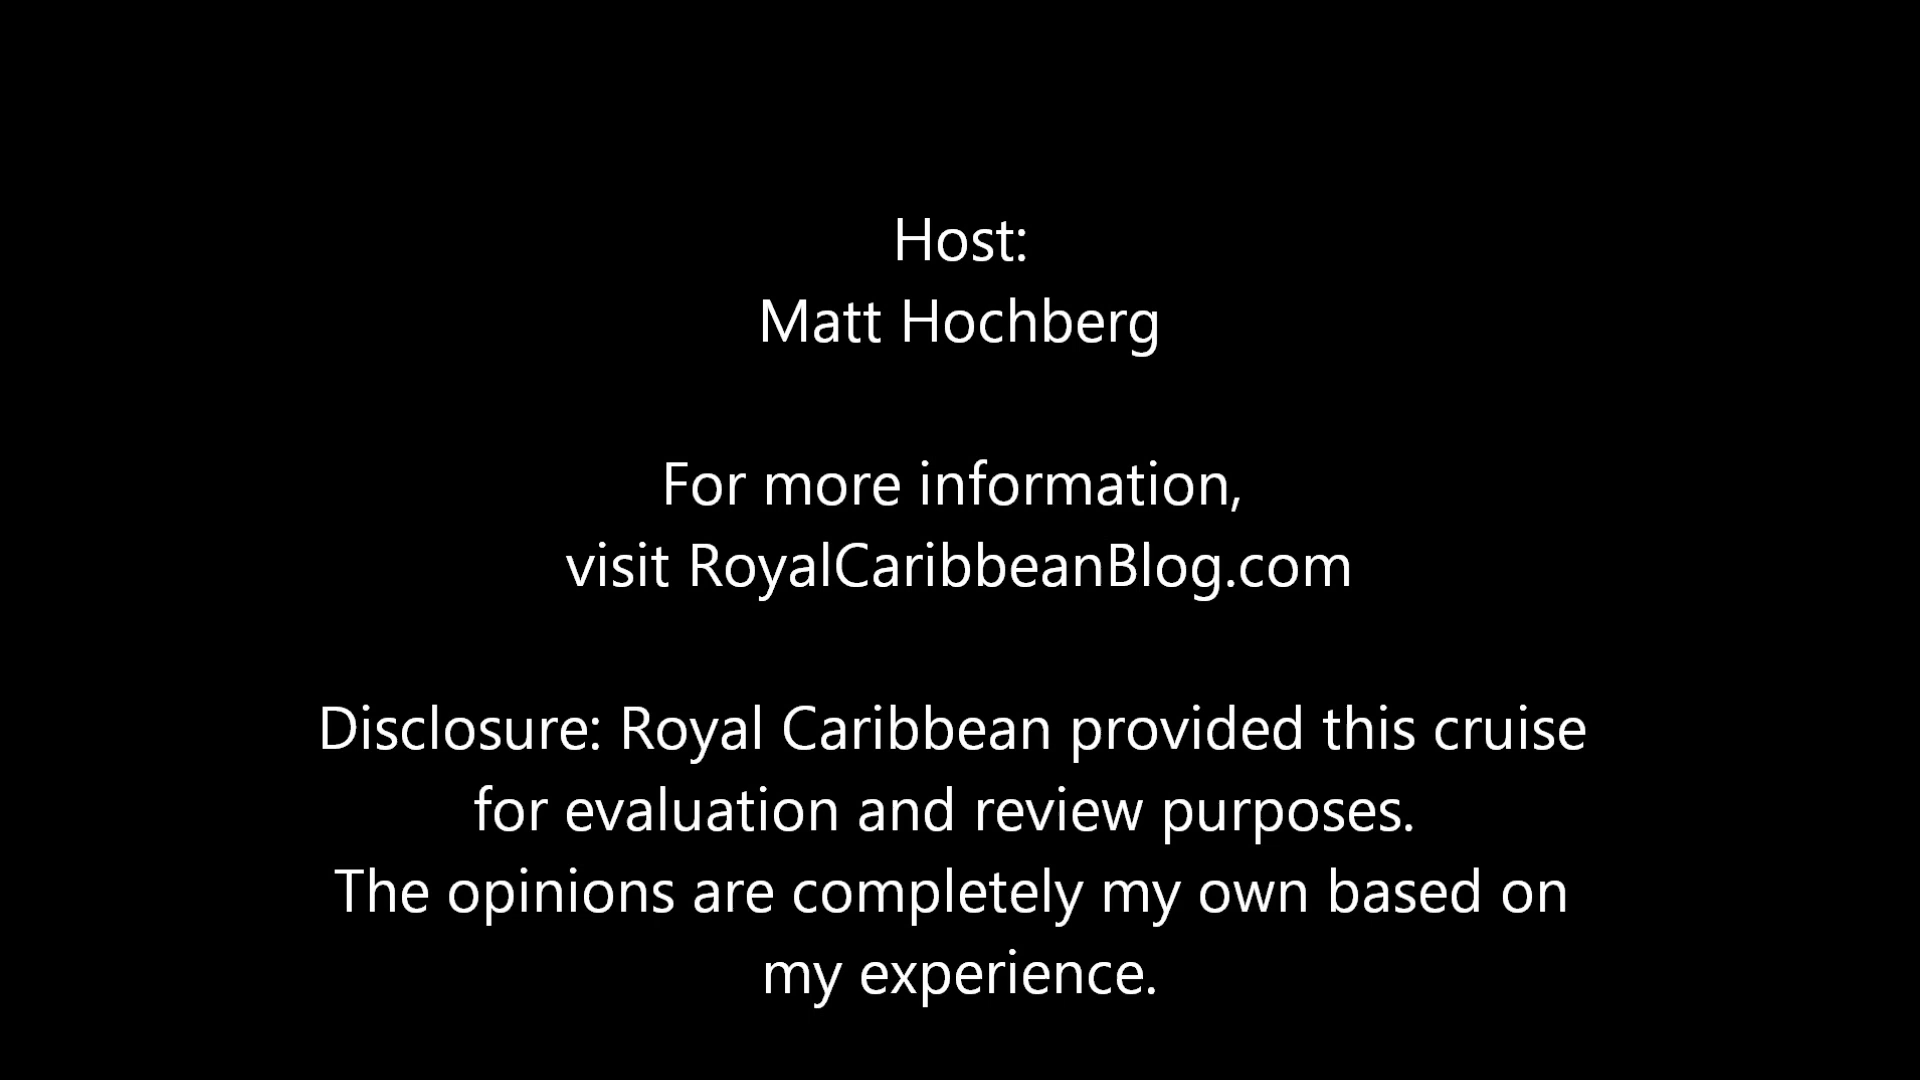 Host:
Matt Hochberg
For more information,
visit RoyalCaribbeanBlog.com
Disclosure: Royal Caribbean provided this cruise
for evaluation and review purposes.
The opinions are completely my own based on
my experience.